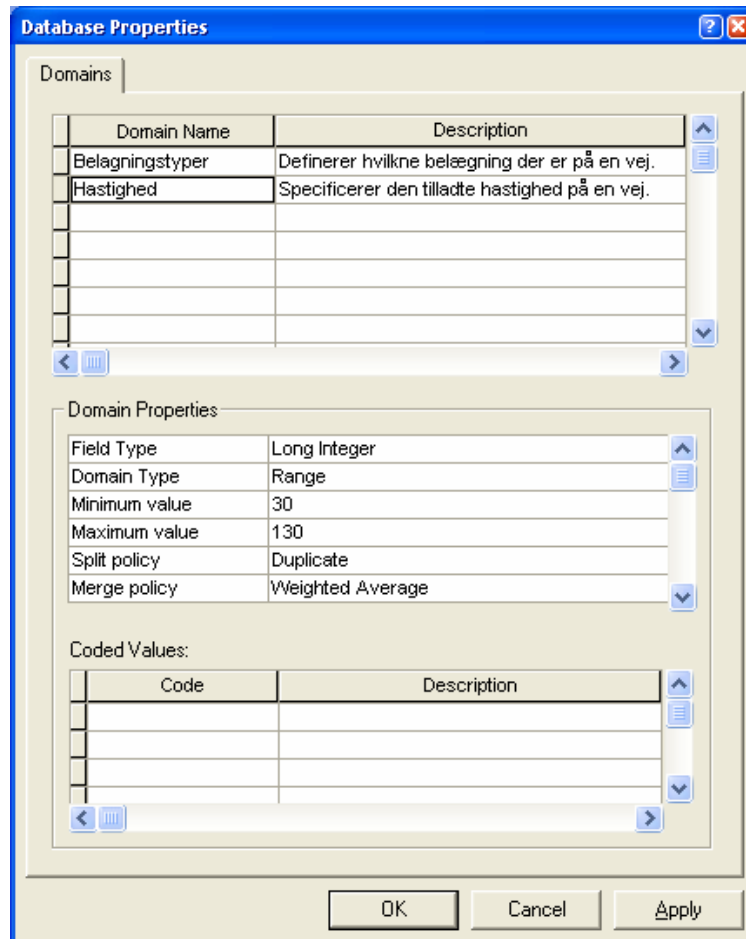 Database Properties
Domains
Domain Name Description
Belagningstyper Definerer hvilkne belægning der er på en vej.
Hastighed Specificerer den tilladte hastighed på en vej.
Domain Properties
Field Type Long Integer
Domain Type Range
Minimum value 30
Maximum value 130
Split policy Duplicate
Merge policy Weighted Average
Coded Values:
Code Description
OK Cancel Apply